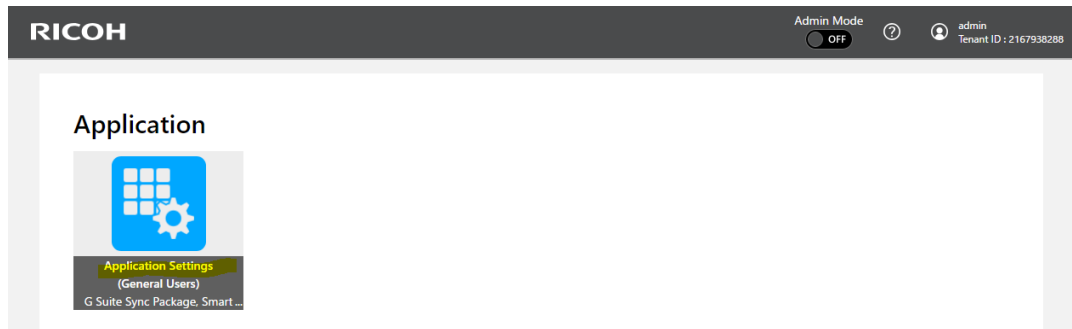 RICOH
Admin Mode
OFF
?
admin
Tenant ID : 2167938288
Application
Application Settings
(General Users)
G Suite Sync Package, Smart ...